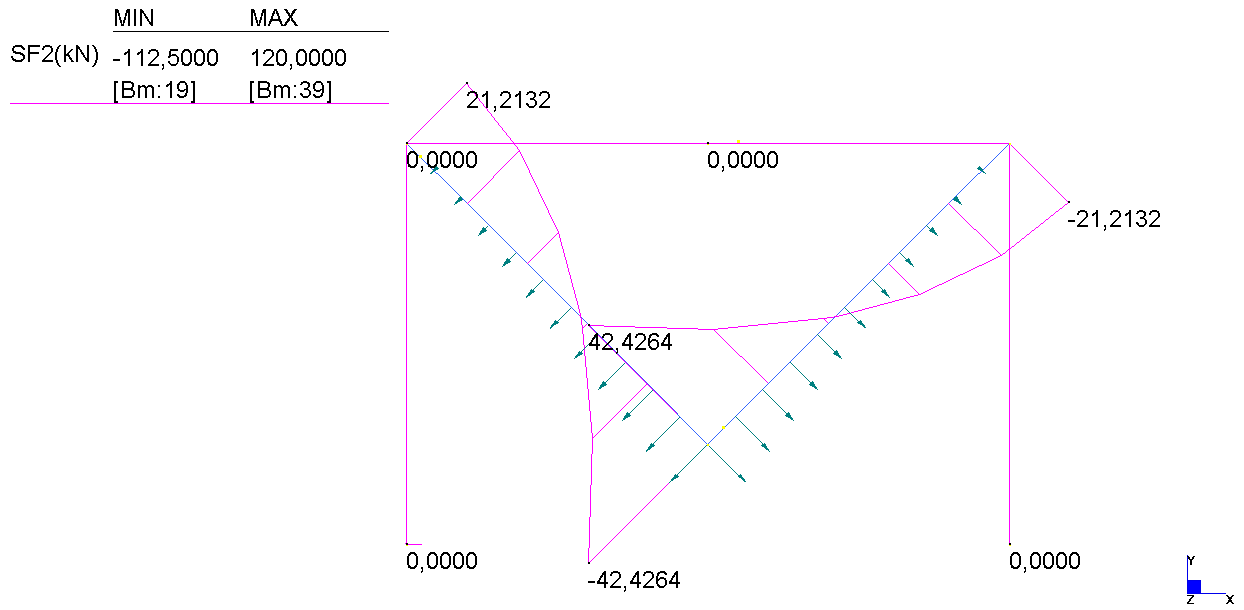 MIN MAX
SF2(kN) -112,5000 120,0000
[Bm:19] [Bm:39]
21,2132
0,0000 0,0000
-21,2132
42,4264
0,0000 0,0000
-42,4264
Y
Z X